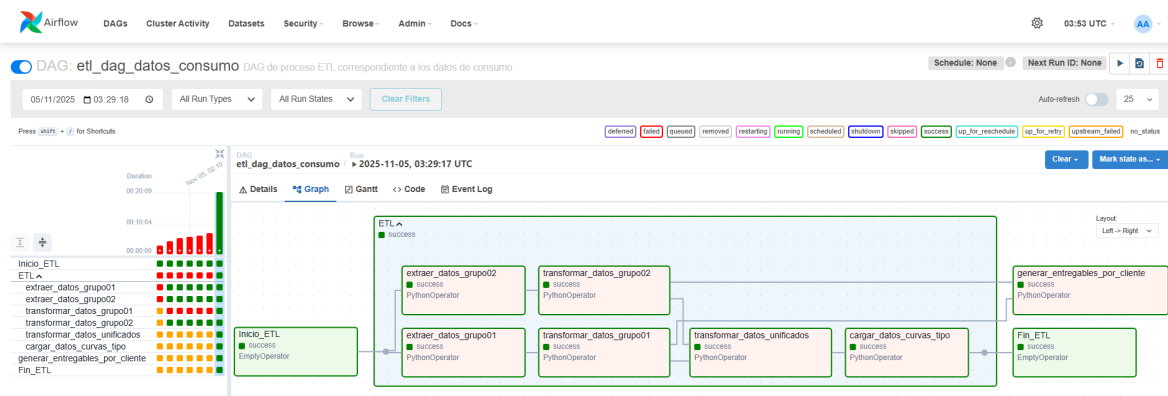 Airflow DAGs Cluster Activity Datasets Security Browse Admin Docs 03:53 UTC AA
DAG: etl_dag_datos_consumo DAG de proceso ETL correspondiente a los datos de consumo Schedule: None Next Run ID: None
05/11/2025 03:29:18 All Run Types All Run States Clear Filters Auto-refresh 25
Press shift + / for Shortcuts deferred failed queued removed restarting running scheduled shutdown skipped success up_for_reschedule up_for_retry upstream_failed no_status
DAG Run
etl_dag_datos_consumo / 2025-11-05, 03:29:17 UTC Clear Mark state as...
Nov 05, 02:10
Duration
00:20:09
00:10:04
00:00:00
Details Graph Gantt Code Event Log
Inicio_ETL
ETL
extraer_datos_grupo01
extraer_datos_grupo02
transformar_datos_grupo01
transformar_datos_grupo02
transformar_datos_unificados
cargar_datos_curvas_tipo
generar_entregables_por_cliente
Fin_ETL
Layout:
Left -> Right
ETL
success
extraer_datos_grupo02
success
PythonOperator
transformar_datos_grupo02
success
PythonOperator
generar_entregables_por_cliente
success
PythonOperator
Inicio_ETL
success
EmptyOperator
extraer_datos_grupo01
success
PythonOperator
transformar_datos_grupo01
success
PythonOperator
transformar_datos_unificados
success
PythonOperator
cargar_datos_curvas_tipo
success
PythonOperator
Fin_ETL
success
EmptyOperator